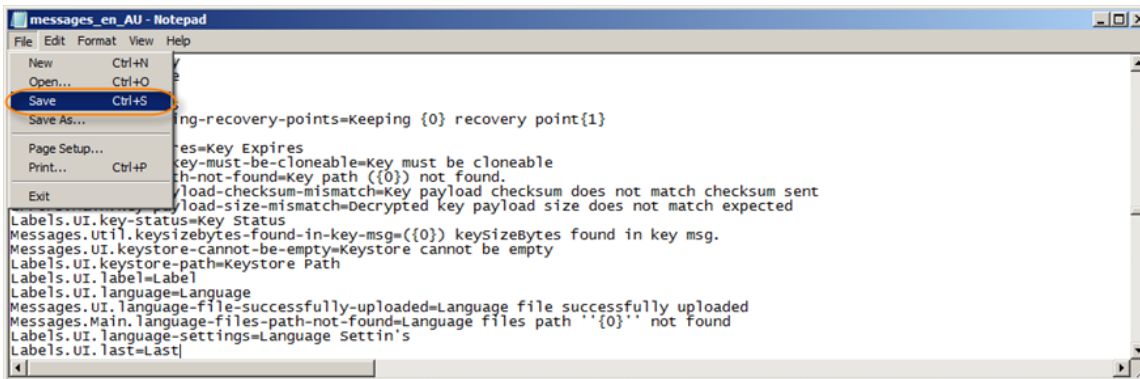 messages_en_AU - Notepad
File Edit Format View Help
New Ctrl+N
Open... Ctrl+O
Save Ctrl+S
Save As...
Page Setup...
Print... Ctrl+P
Exit
ing-recovery-points=Keeping {0} recovery point{1}
res=Key Expires
key-must-be-cloneable=Key must be cloneable
th-not-found=Key path ({0}) not found.
yload-checksum-mismatch=Key payload checksum does not match checksum sent
yload-size-mismatch=Decrypted key payload size does not match expected
Labels.UI.key-status=Key Status
Messages.Util.keysizebytes-found-in-key-msg=({0}) keySizeBytes found in key msg.
Messages.UI.keystore-cannot-be-empty=Keystore cannot be empty
Labels.UI.keystore-path=Keystore Path
Labels.UI.label=Label
Labels.UI.language=Language
Messages.UI.language-file-successfully-uploaded=Language file successfully uploaded
Messages.Main.language-files-path-not-found=Language files path ''{0}'' not found
Labels.UI.language-settings=Language Settin's
Labels.UI.last=Last